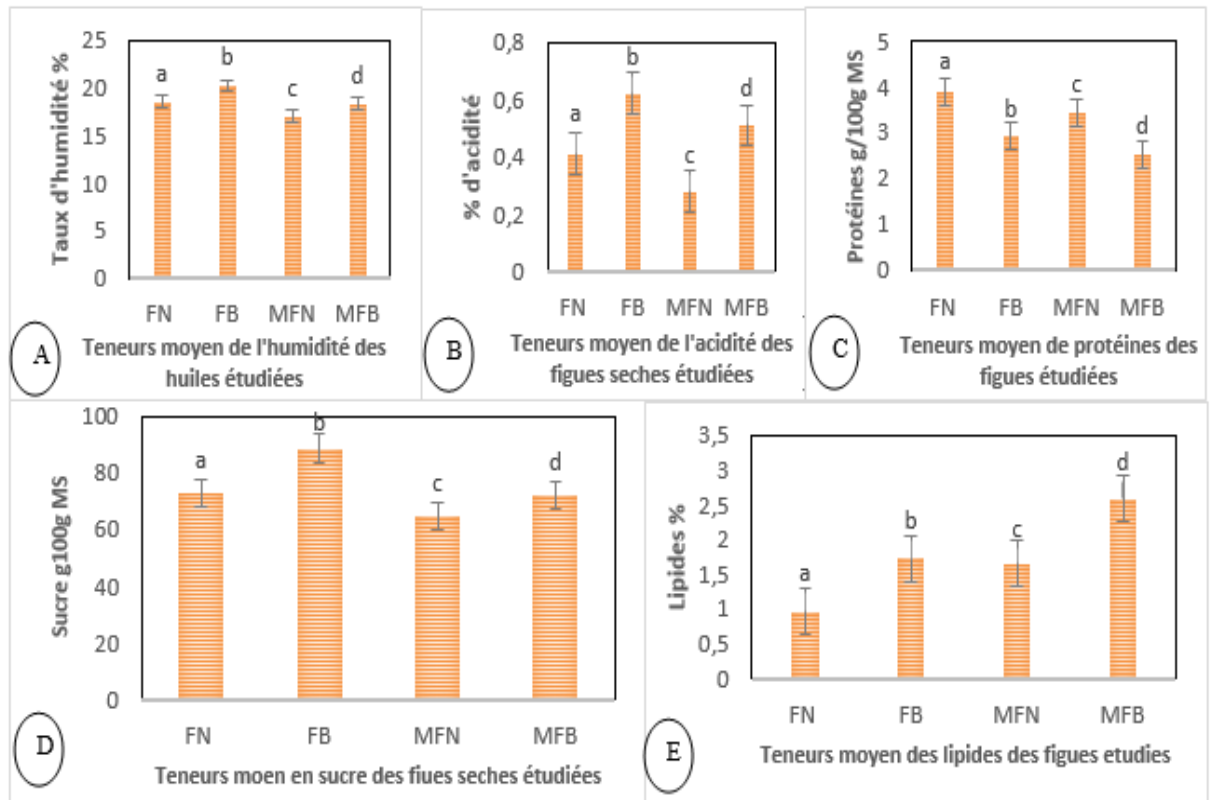 25
20
15
10
5
0
Taux d'humidité %
a
b
c
d
FN FB MFN MFB
A
Teneurs moyen de l'humidité des
huiles étudiées
0,8
0,6
0,4
0,2
0
% d'acidité
a
b
c
d
FN FB MFN MFB
B
Teneurs moyen de l'acidité des
figues seches étudiées
5
4
3
2
1
0
Protéines g/100g MS
a
b
c
d
FN FB MFN MFB
C
Teneurs moyen de protéines des
figues étudiées
100
80
60
40
20
0
Sucre g100g MS
a
b
c
d
FN FB MFN MFB
D
Teneurs moen en sucre des fiues seches étudiées
3,5
3
2,5
2
1,5
1
0,5
0
Lipides %
a
b
c
d
FN FB MFN MFB
E
Teneurs moyen des lipides des figues etudies